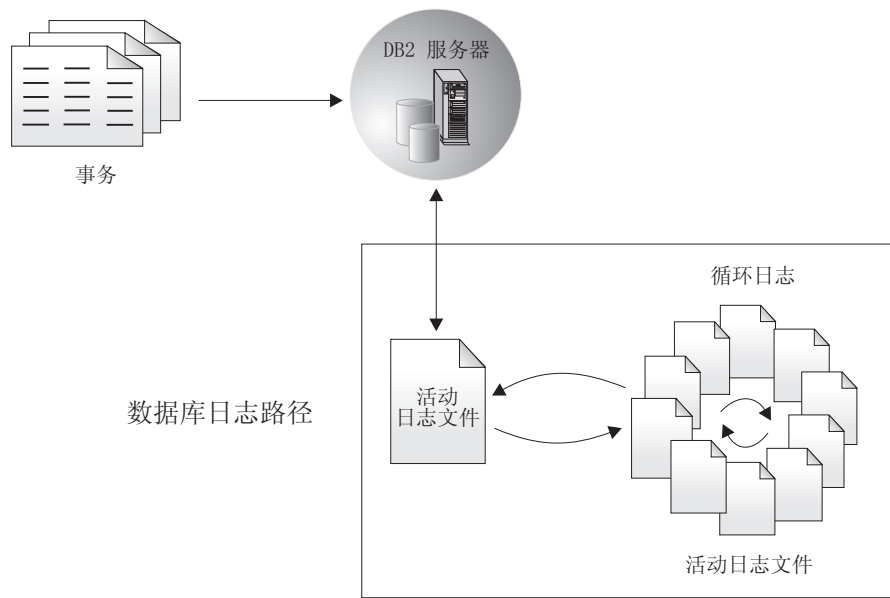 DB2 服务器
事务
循环日志
活动
日志文件
数据库日志路径
活动日志文件